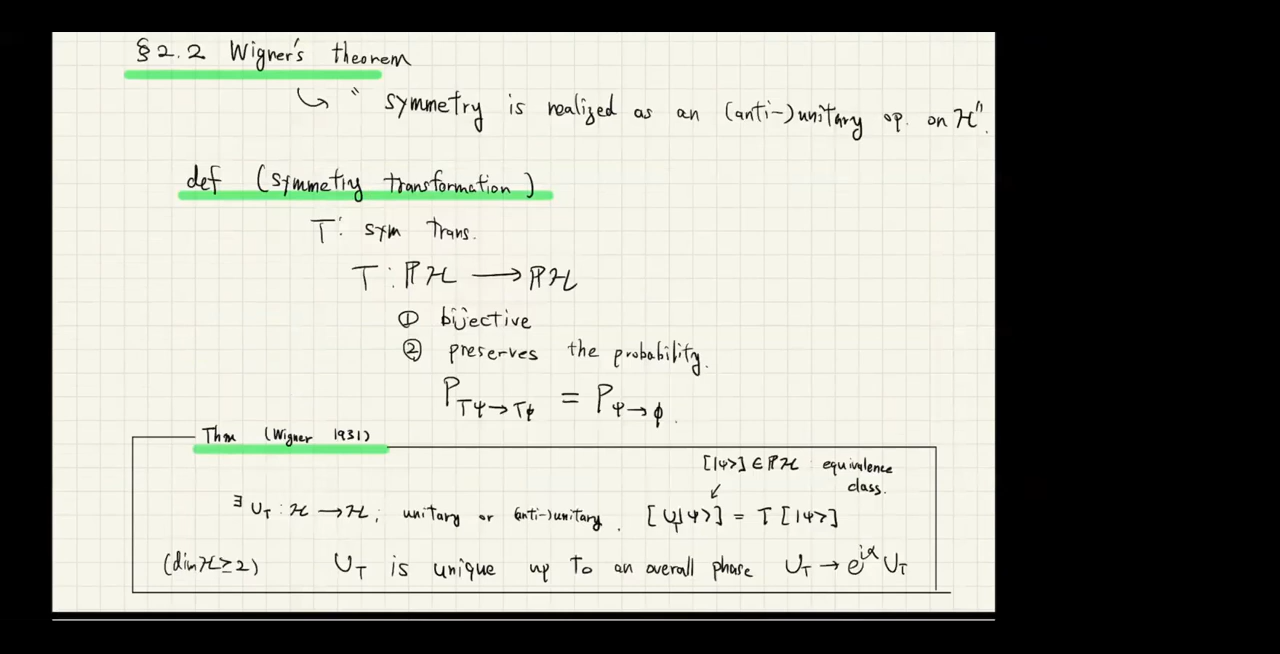 §2.2 Wigner's theorem
↳ " symmetry is realized as an (anti-)unitary op. on ℋ".
def (symmetry transformation)
T: sym trans.
T : ℙℋ ⟶ ℙℋ
① bijective
② preserves the probability.
P_{Tψ→Tϕ} = P_{ψ→ϕ}.
Thm (Wigner 1931)
[|ψ>] ∈ ℙℋ equivalence
class.
∃ U_T : ℋ → ℋ; unitary or (anti-)unitary. [U_T|ψ>] = T[|ψ>]
(dimℋ≥2) U_T is unique up to an overall phase U_T → e^{iα} U_T